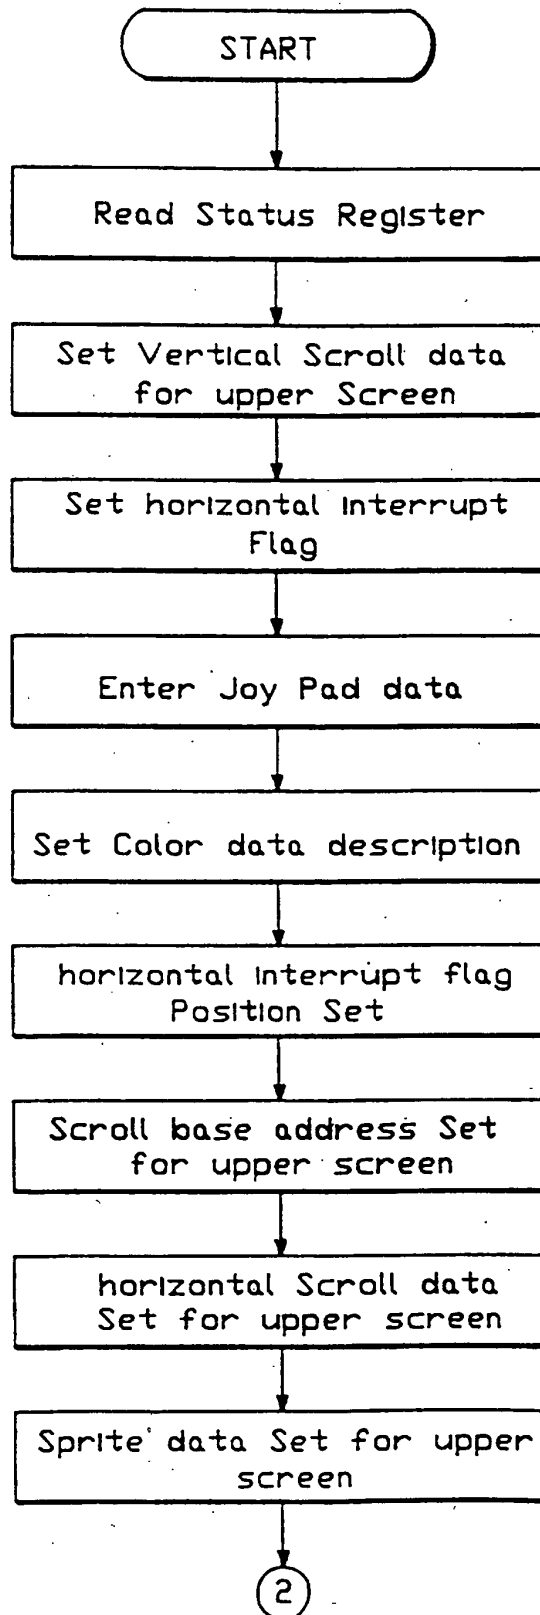 START
Read Status Register
Set Vertical Scroll data
for upper Screen
Set horizontal interrupt
Flag
Enter Joy Pad data
Set Color data description
horizontal interrupt flag
Position Set
Scroll base address Set
for upper screen
horizontal Scroll data
Set for upper screen
Sprite data Set for upper
screen
2